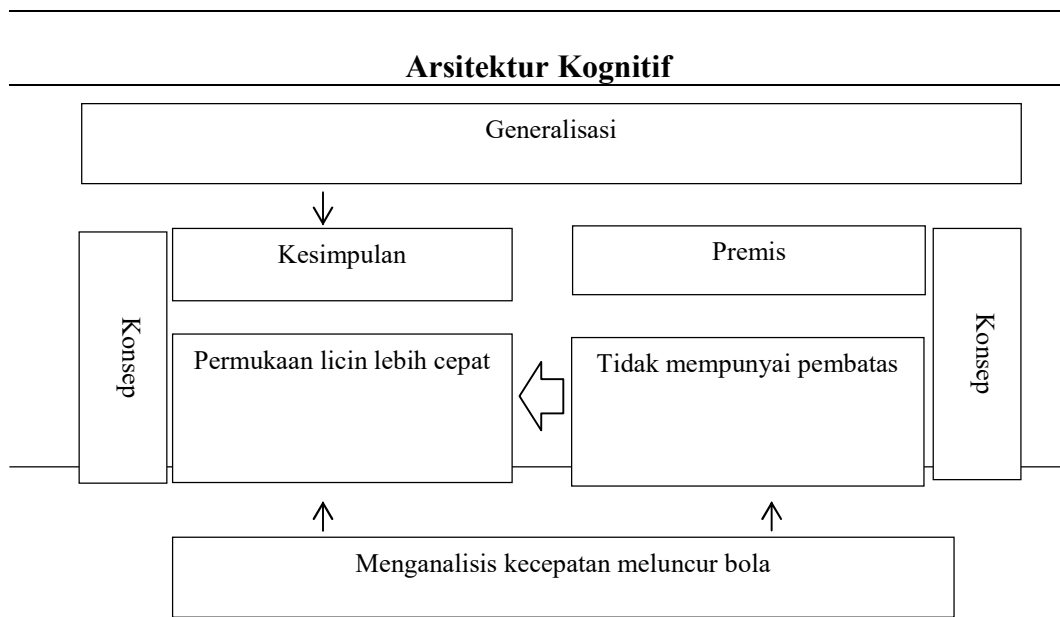 Arsitektur Kognitif
Generalisasi
Kesimpulan
Premis
Konsep
Permukaan licin lebih cepat
Tidak mempunyai pembatas
Konsep
Menganalisis kecepatan meluncur bola